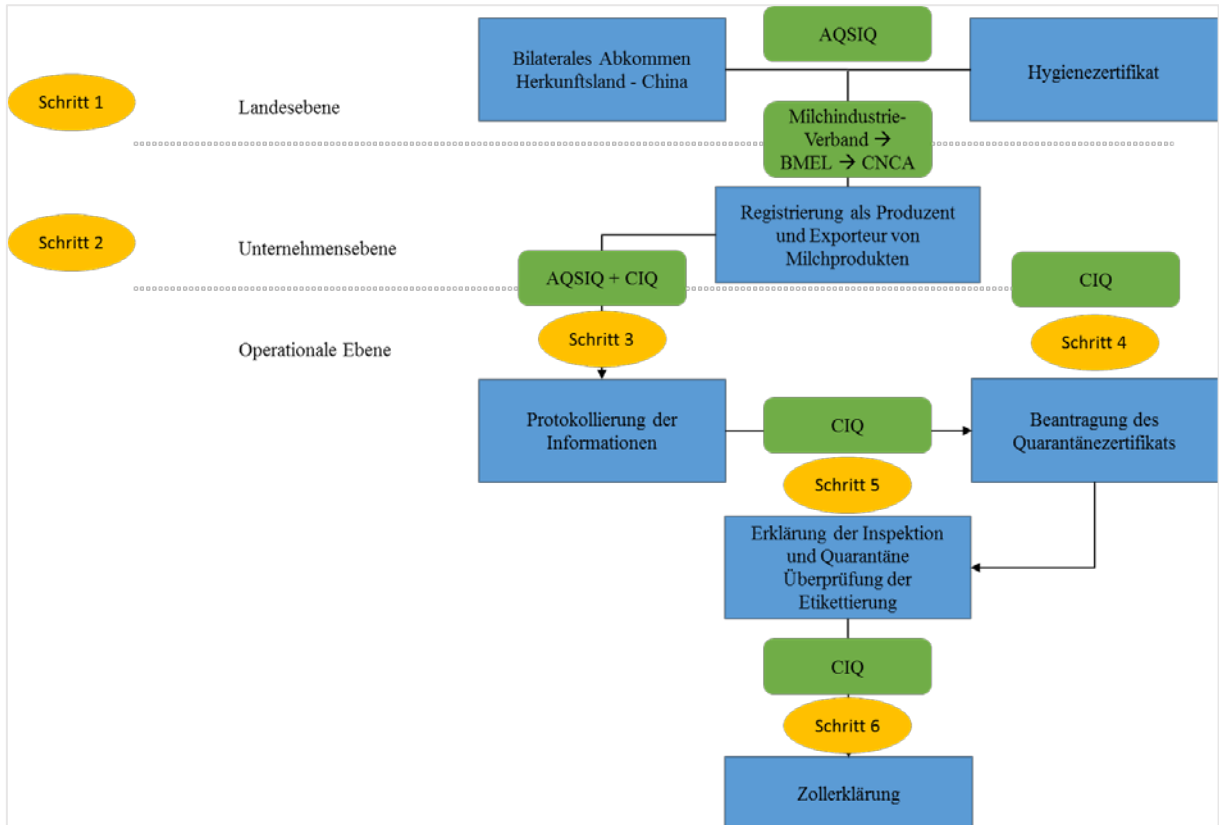 AQSIQ
Bilaterales Abkommen
Herkunftsland - China
Hygienezertifikat
Schritt 1
Landesebene
Milchindustrie-
Verband →
BMEL → CNCA
Registrierung als Produzent
und Exporteur von
Milchprodukten
Schritt 2
Unternehmensebene
AQSIQ + CIQ
CIQ
Schritt 3
Schritt 4
Operationale Ebene
Protokollierung der
Informationen
CIQ
Beantragung des
Quarantänezertifikats
Schritt 5
Erklärung der Inspektion
und Quarantäne
Überprüfung der
Etikettierung
CIQ
Schritt 6
Zollerklärung